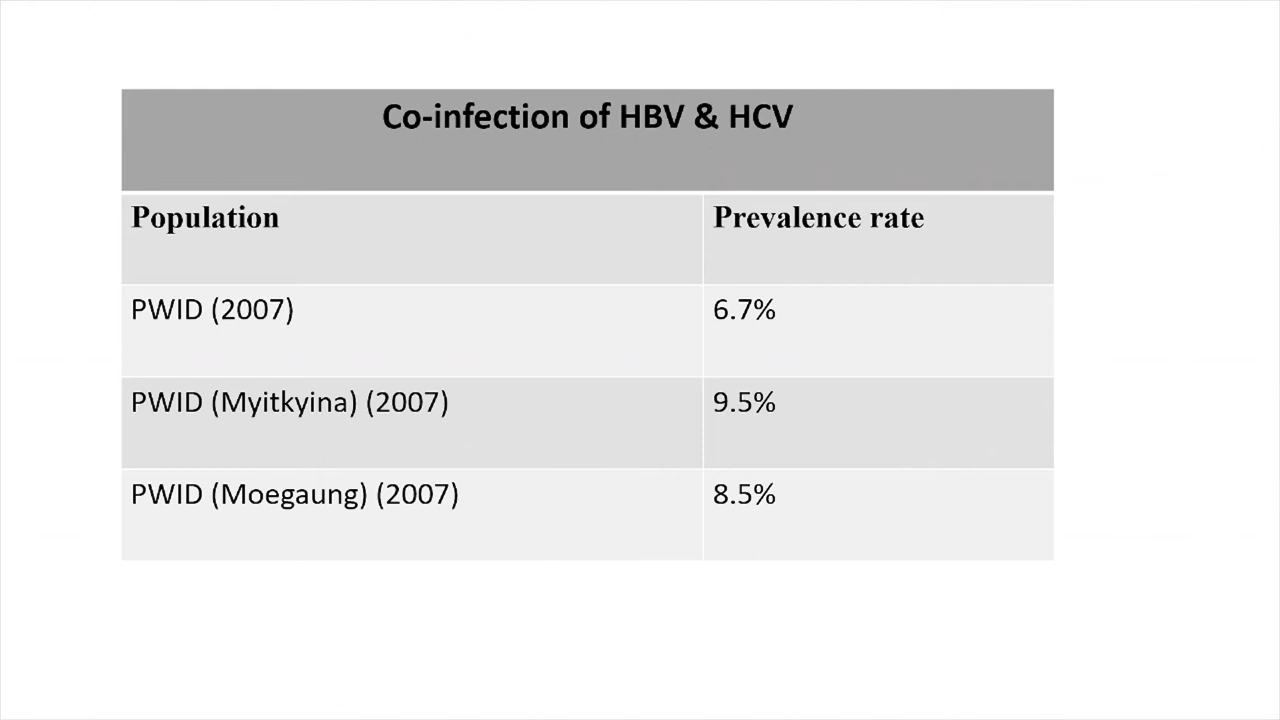 Co-infection of HBV & HCV
Population Prevalence rate
PWID (2007) 6.7%
PWID (Myitkyina) (2007) 9.5%
PWID (Moegaung) (2007) 8.5%